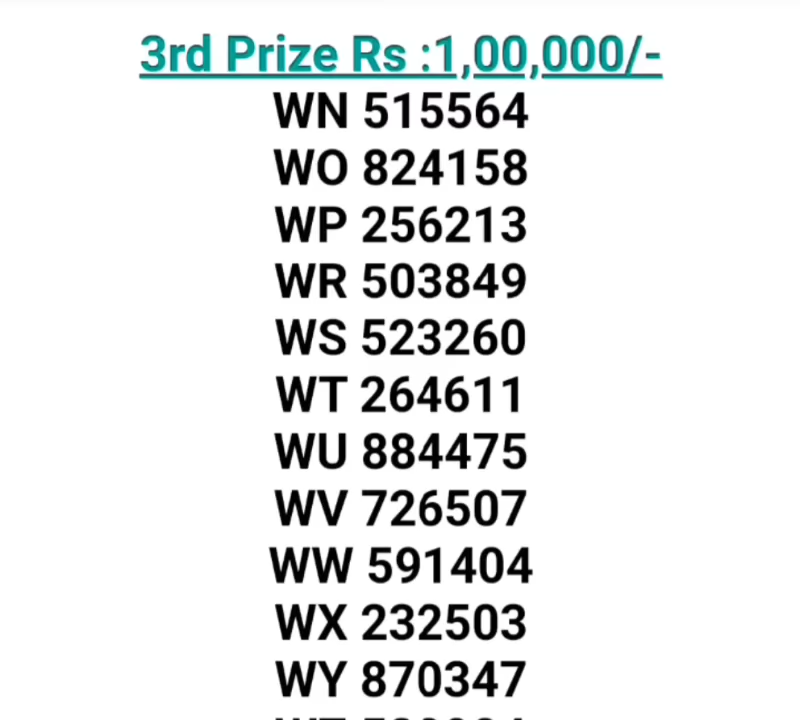 3rd Prize Rs :1,00,000/-
WN 515564
WO 824158
WP 256213
WR 503849
WS 523260
WT 264611
WU 884475
WV 726507
WW 591404
WX 232503
WY 870347